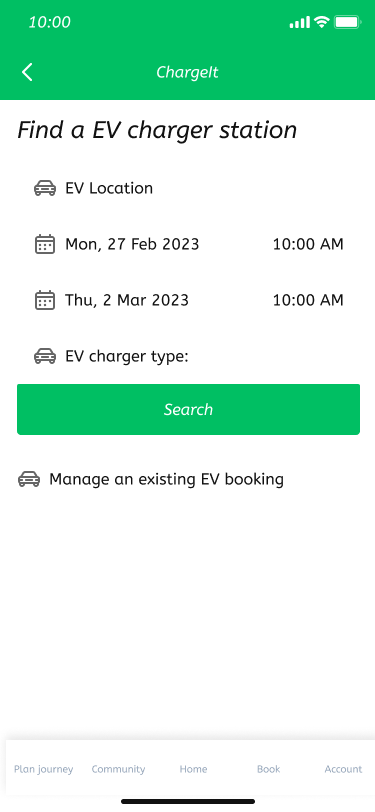 10:00
ChargeIt
Find a EV charger station
EV Location
Mon, 27 Feb 2023 10:00 AM
Thu, 2 Mar 2023 10:00 AM
EV charger type:
Search
Manage an existing EV booking
Plan journey Community Home Book Account